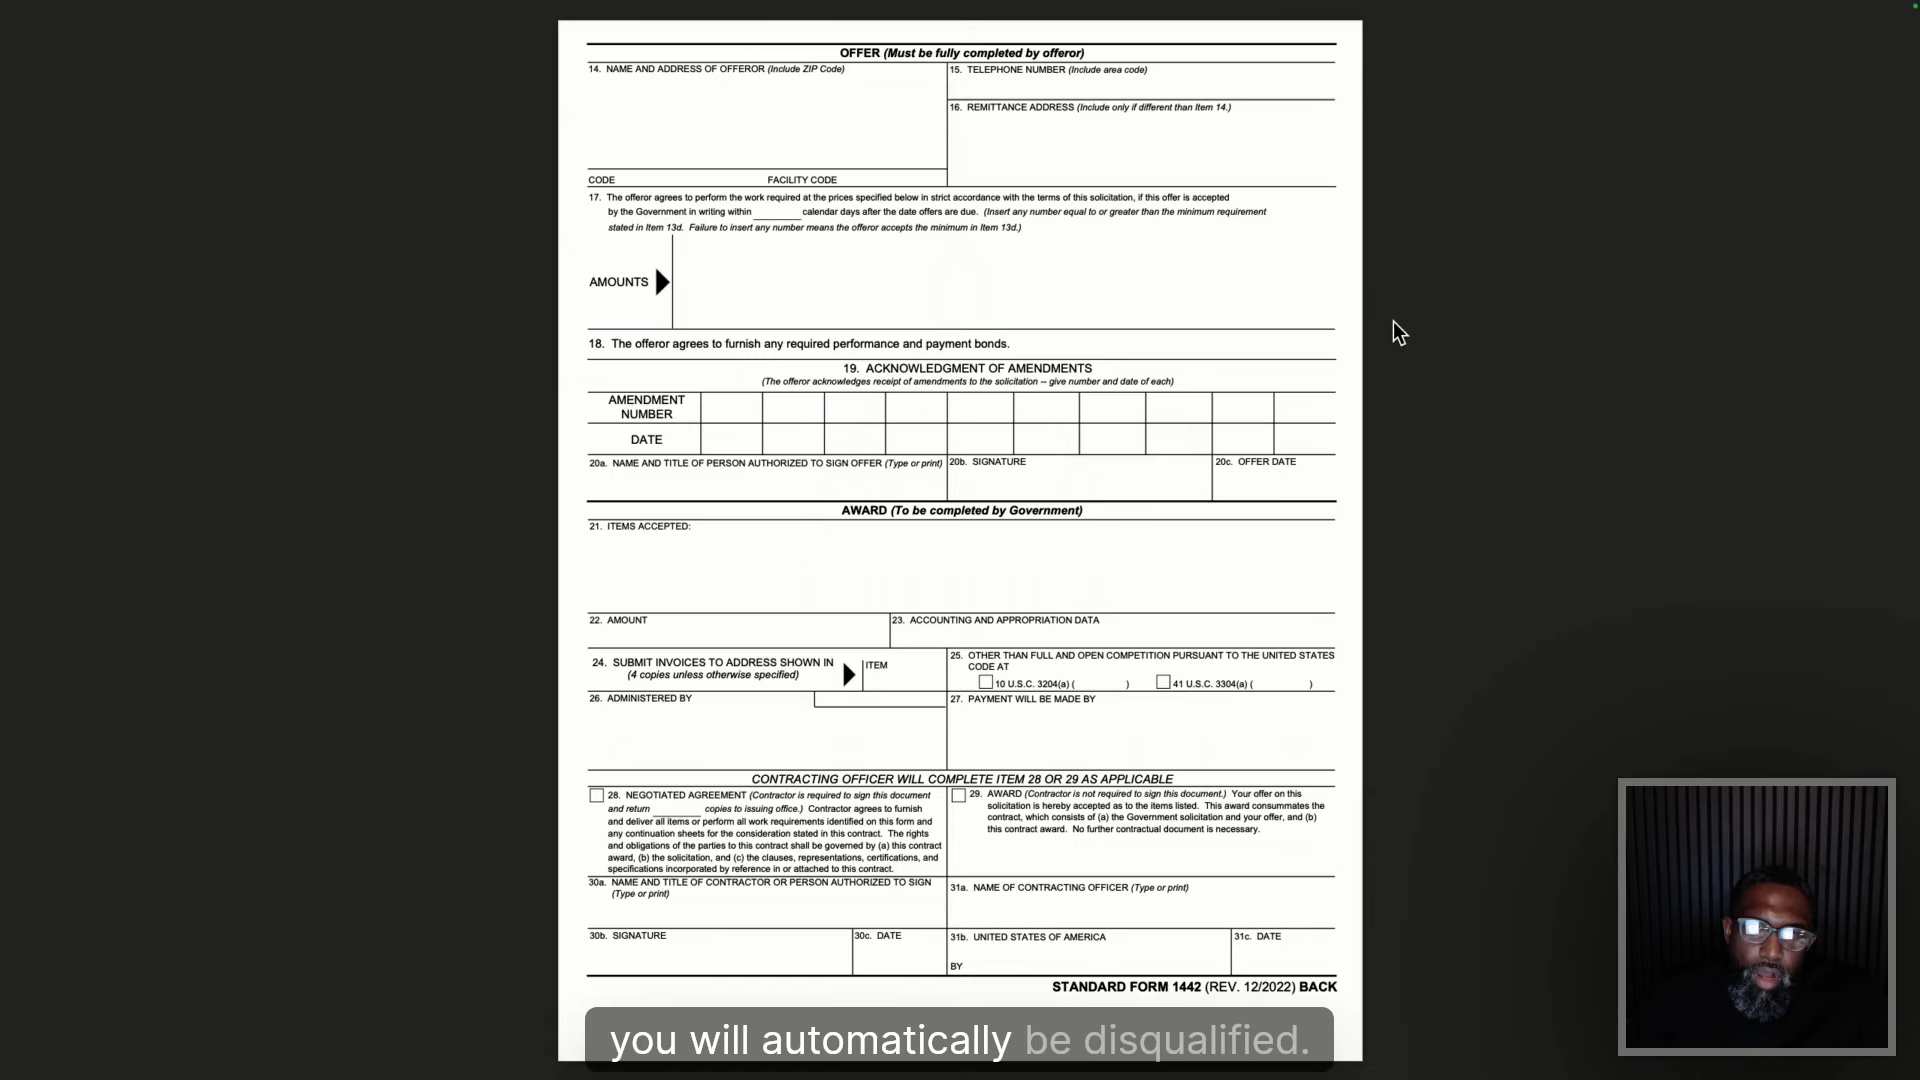 OFFER (Must be fully completed by offeror)
14. NAME AND ADDRESS OF OFFEROR (Include ZIP Code)
15. TELEPHONE NUMBER (Include area code)
16. REMITTANCE ADDRESS (Include only if different than Item 14.)
CODE FACILITY CODE
17. The offeror agrees to perform the work required at the prices specified below in strict accordance with the terms of this solicitation, if this offer is accepted
by the Government in writing within ________ calendar days after the date offers are due. (Insert any number equal to or greater than the minimum requirement
stated in Item 13d. Failure to insert any number means the offeror accepts the minimum in Item 13d.)
AMOUNTS
18. The offeror agrees to furnish any required performance and payment bonds.
19. ACKNOWLEDGMENT OF AMENDMENTS
(The offeror acknowledges receipt of amendments to the solicitation -- give number and date of each)
AMENDMENT
NUMBER
DATE
20a. NAME AND TITLE OF PERSON AUTHORIZED TO SIGN OFFER (Type or print)
20b. SIGNATURE
20c. OFFER DATE
AWARD (To be completed by Government)
21. ITEMS ACCEPTED:
22. AMOUNT
23. ACCOUNTING AND APPROPRIATION DATA
24. SUBMIT INVOICES TO ADDRESS SHOWN IN
(4 copies unless otherwise specified)
ITEM
25. OTHER THAN FULL AND OPEN COMPETITION PURSUANT TO THE UNITED STATES
CODE AT
10 U.S.C. 3204(a) ( ) 41 U.S.C. 3304(a) ( )
26. ADMINISTERED BY
27. PAYMENT WILL BE MADE BY
CONTRACTING OFFICER WILL COMPLETE ITEM 28 OR 29 AS APPLICABLE
28. NEGOTIATED AGREEMENT (Contractor is required to sign this document
and return ________ copies to issuing office.) Contractor agrees to furnish
and deliver all items or perform all work requirements identified on this form and
any continuation sheets for the consideration stated in this contract. The rights
and obligations of the parties to this contract shall be governed by (a) this contract
award, (b) the solicitation, and (c) the clauses, representations, certifications, and
specifications incorporated by reference in or attached to this contract.
29. AWARD (Contractor is not required to sign this document.) Your offer on this
solicitation is hereby accepted as to the items listed. This award consummates the
contract, which consists of (a) the Government solicitation and your offer, and (b)
this contract award. No further contractual document is necessary.
30a. NAME AND TITLE OF CONTRACTOR OR PERSON AUTHORIZED TO SIGN
(Type or print)
31a. NAME OF CONTRACTING OFFICER (Type or print)
30b. SIGNATURE
30c. DATE
31b. UNITED STATES OF AMERICA
BY
31c. DATE
STANDARD FORM 1442 (REV. 12/2022) BACK
you will automatically be disqualified.